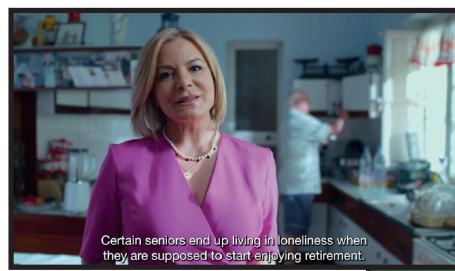 Certain seniors end up living in loneliness when
they are supposed to start enjoying retirement.